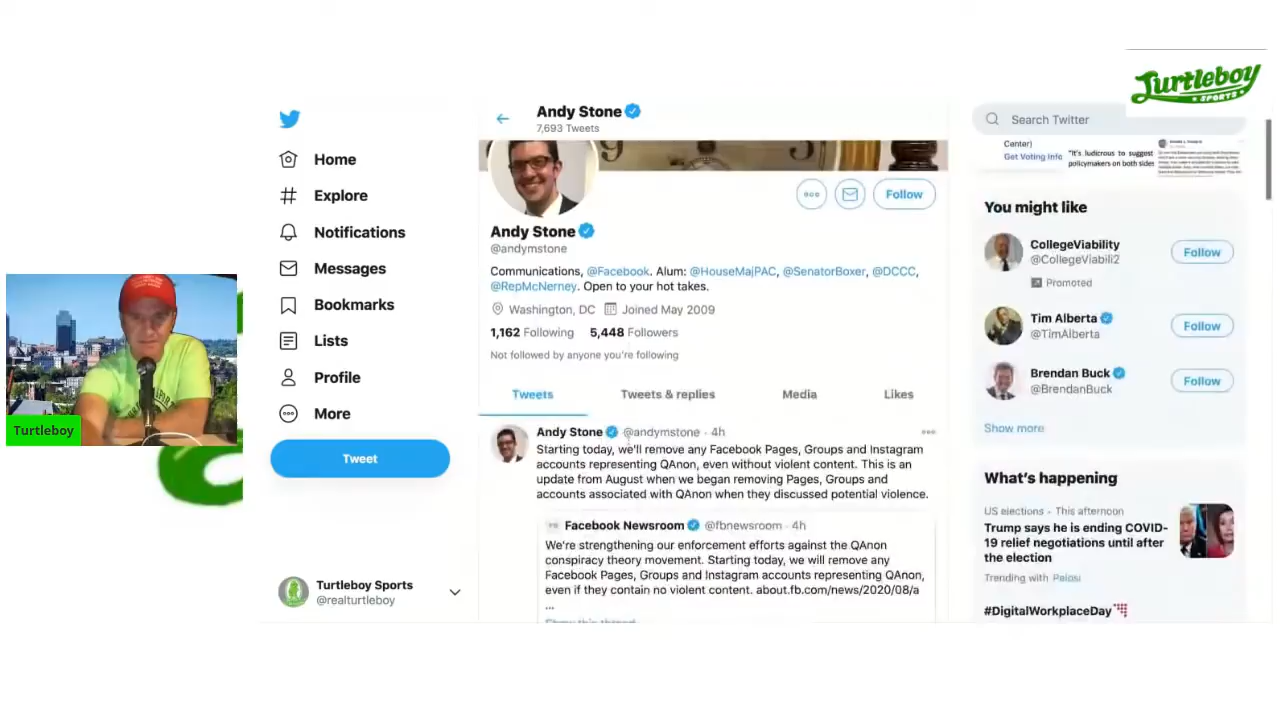 Turtleboy
SPORTS
Andy Stone
7,693 Tweets
Search Twitter
Home
Explore
Notifications
Messages
Bookmarks
Lists
Profile
More
Tweet
Turtleboy Sports
@realturtleboy
Turtleboy
Follow
Andy Stone
@andymstone
Communications, @Facebook. Alum: @HouseMajPAC, @SenatorBoxer, @DCCC,
@RepMcNerney. Open to your hot takes.
Washington, DC Joined May 2009
1,162 Following 5,448 Followers
Not followed by anyone you're following
Tweets Tweets & replies Media Likes
Andy Stone @andymstone · 4h
Starting today, we'll remove any Facebook Pages, Groups and Instagram
accounts representing QAnon, even without violent content. This is an
update from August when we began removing Pages, Groups and
accounts associated with QAnon when they discussed potential violence.
FB Facebook Newsroom @fbnewsroom · 4h
We're strengthening our enforcement efforts against the QAnon
conspiracy theory movement. Starting today, we will remove any
Facebook Pages, Groups and Instagram accounts representing QAnon,
even if they contain no violent content. about.fb.com/news/2020/08/a
...
Show this thread
Center)
Get Voting Info
"It's ludicrous to suggest
policymakers on both sides
You might like
CollegeViability
@CollegeViabili2
Follow
Promoted
Tim Alberta
@TimAlberta
Follow
Brendan Buck
@BrendanBuck
Follow
Show more
What's happening
US elections · This afternoon
Trump says he is ending COVID-
19 relief negotiations until after
the election
Trending with Pelosi
#DigitalWorkplaceDay